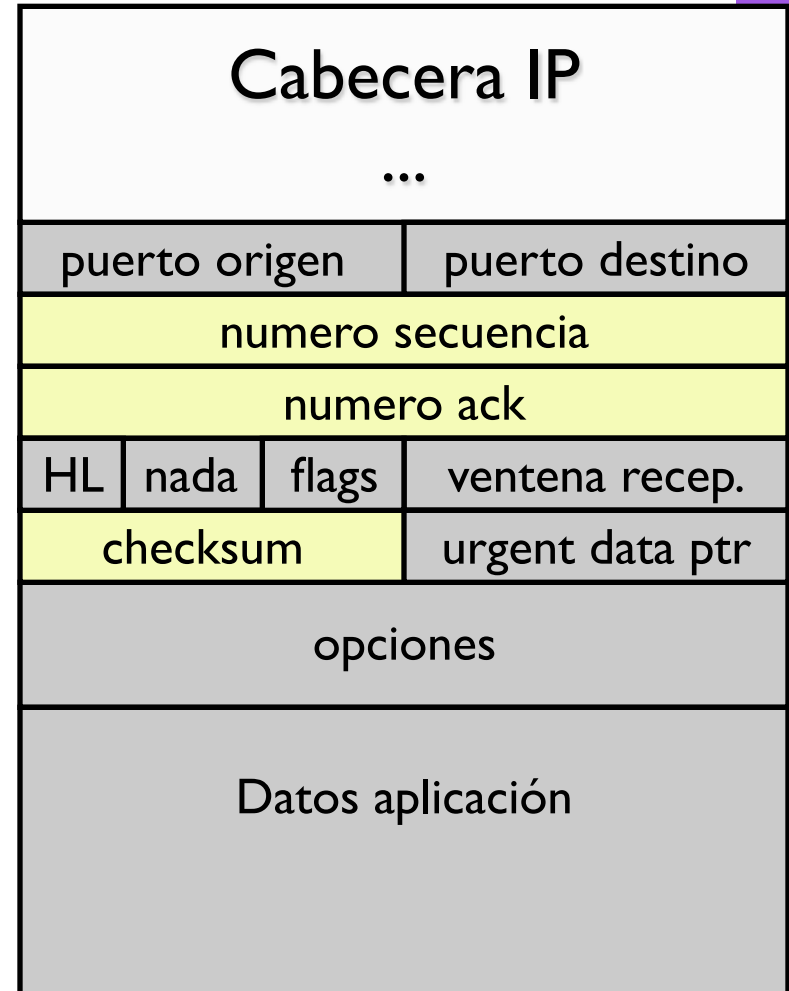 Cabecera IP
...
puerto origen puerto destino
numero secuencia
numero ack
HL nada flags ventena recep.
checksum urgent data ptr
opciones
Datos aplicación